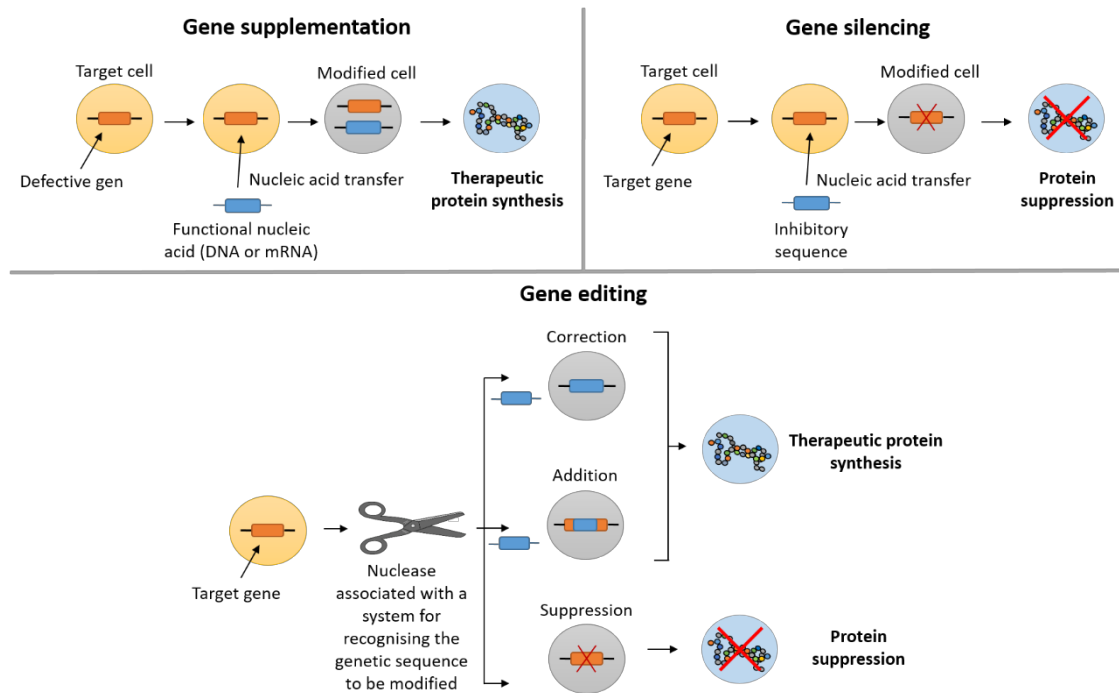 Gene supplementation
Target cell
Modified cell
Defective gen
Nucleic acid transfer
Functional nucleic
acid (DNA or mRNA)
Therapeutic
protein synthesis
Gene silencing
Target cell
Modified cell
Target gene
Nucleic acid transfer
Inhibitory
sequence
Protein
suppression
Gene editing
Correction
Addition
Therapeutic protein
synthesis
Target gene
Nuclease
associated with a
system for
recognising the
genetic sequence
to be modified
Suppression
Protein
suppression